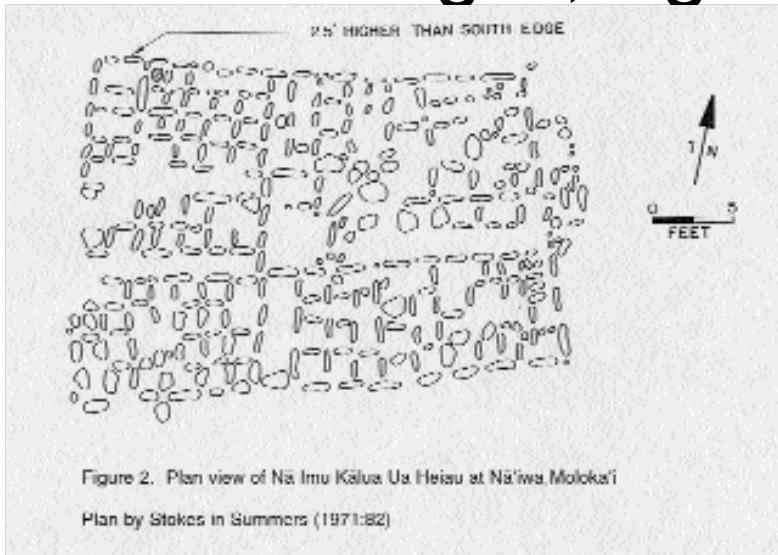 2.5' HIGHER THAN SOUTH EDGE
N
0 5
FEET
Figure 2. Plan view of Nā Imu Kālua Ua Heiau at Nā'iwa, Moloka'i
Plan by Stokes in Summers (1971:82)